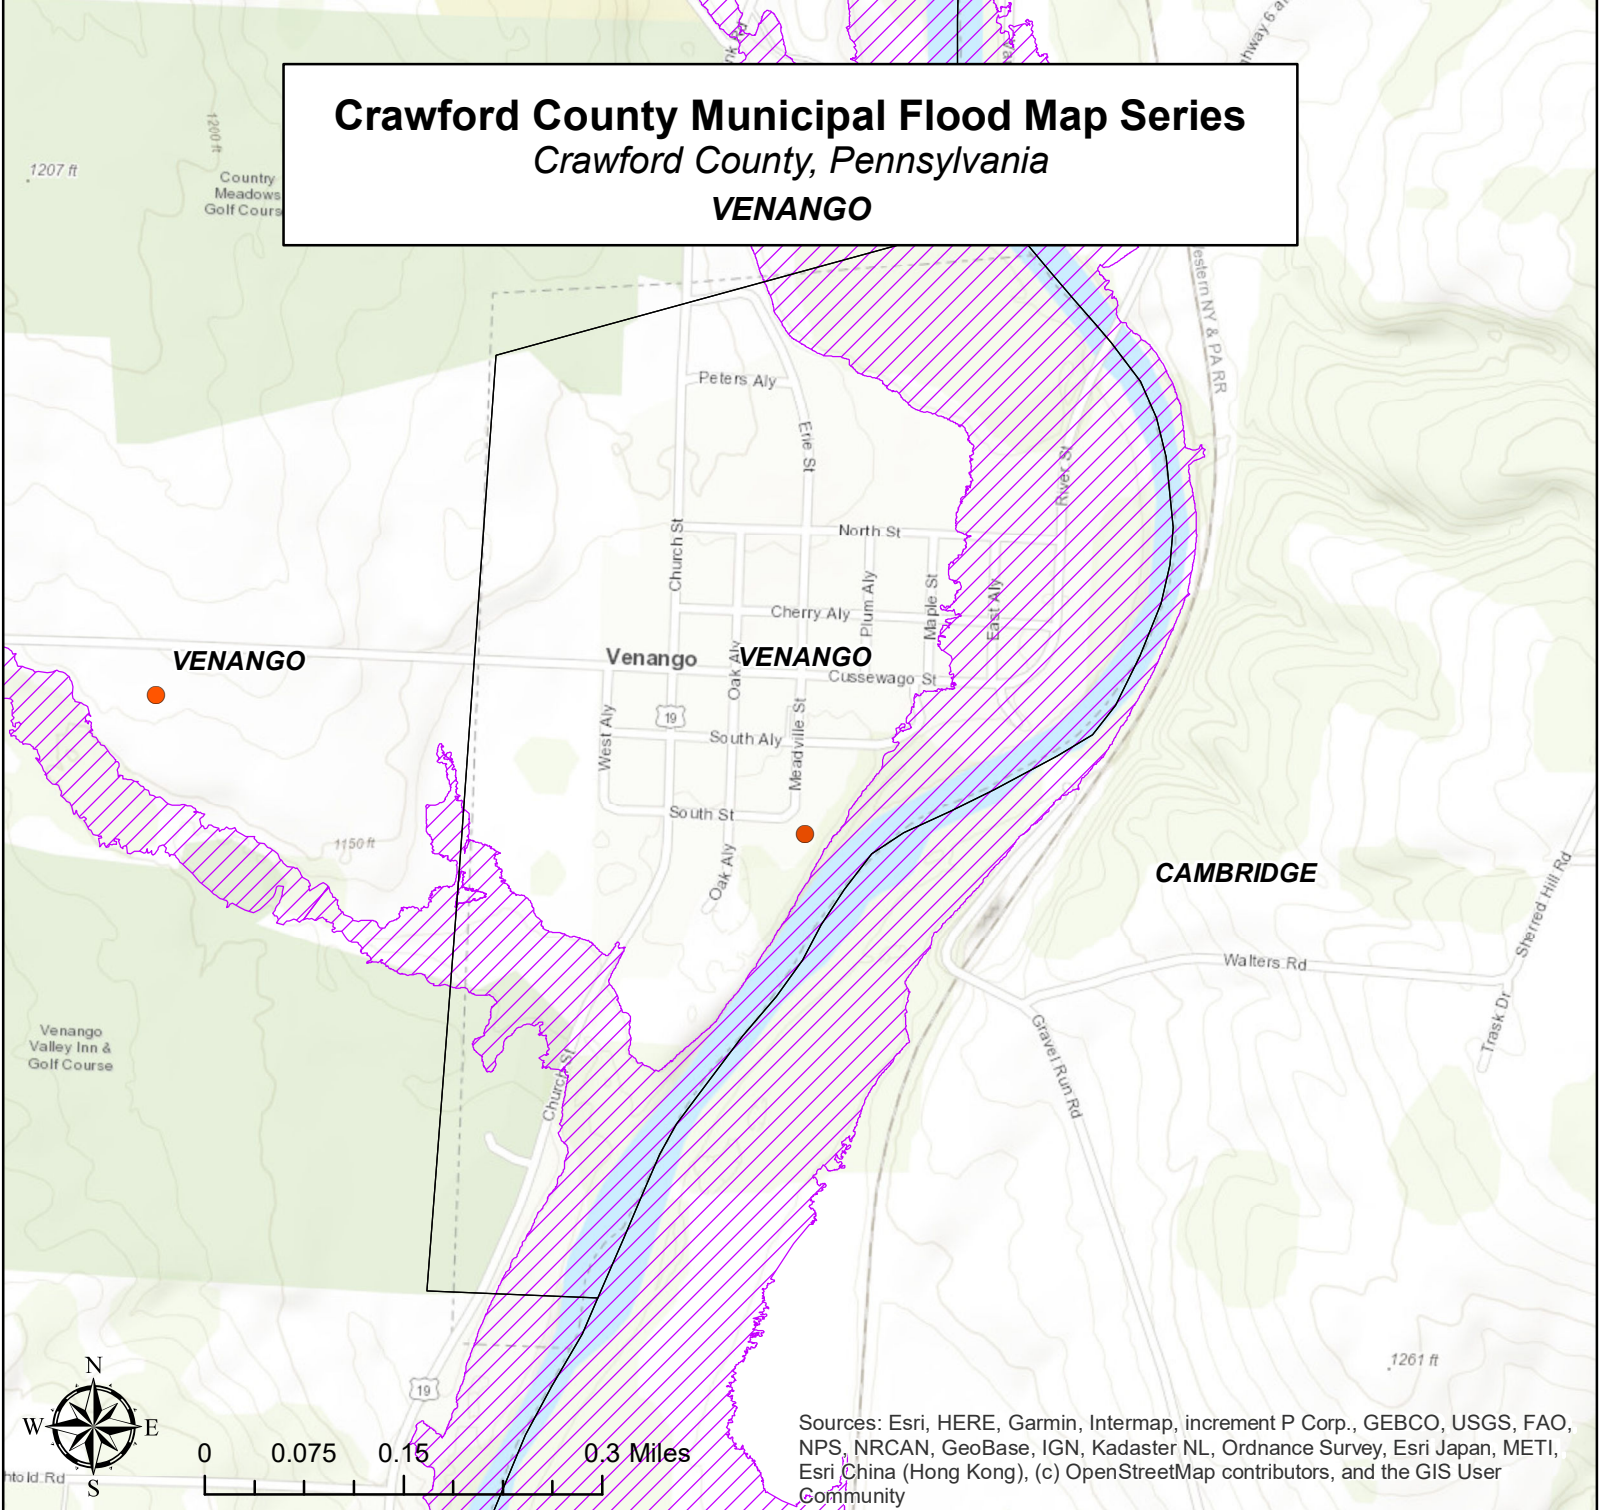 Crawford County Municipal Flood Map Series
Crawford County, Pennsylvania
VENANGO
1200 ft
1207 ft
Country
Meadows
Golf Cours
Western NY & PA RR
Peters Aly
Erie St
River St
Church St
North St
Plum Aly
Maple St
East Aly
Cherry Aly
VENANGO
Venango
Oak Aly
VENANGO
Cussewago St
19
West Aly
South Aly
Meadville St
South St
1150 ft
Oak Aly
CAMBRIDGE
Sherred Hill Rd
Walters Rd
Trask Dr
Venango
Valley Inn &
Golf Course
Church St
Gravel Run Rd
1261 ft
19
N
W E
S
0 0.075 0.15 0.3 Miles
Sources: Esri, HERE, Garmin, Intermap, increment P Corp., GEBCO, USGS, FAO,
NPS, NRCAN, GeoBase, IGN, Kadaster NL, Ordnance Survey, Esri Japan, METI,
Esri China (Hong Kong), (c) OpenStreetMap contributors, and the GIS User
Community